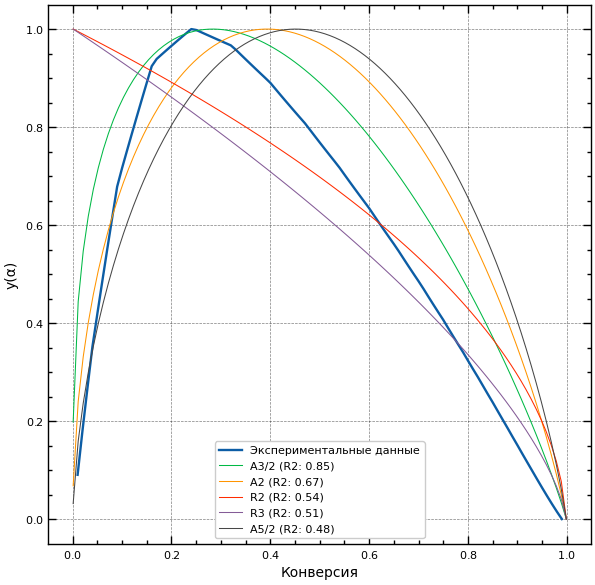 y(α)
1.0
0.8
0.6
0.4
0.2
0.0
Экспериментальные данные
A3/2 (R2: 0.85)
A2 (R2: 0.67)
R2 (R2: 0.54)
R3 (R2: 0.51)
A5/2 (R2: 0.48)
0.0 0.2 0.4 0.6 0.8 1.0
Конверсия